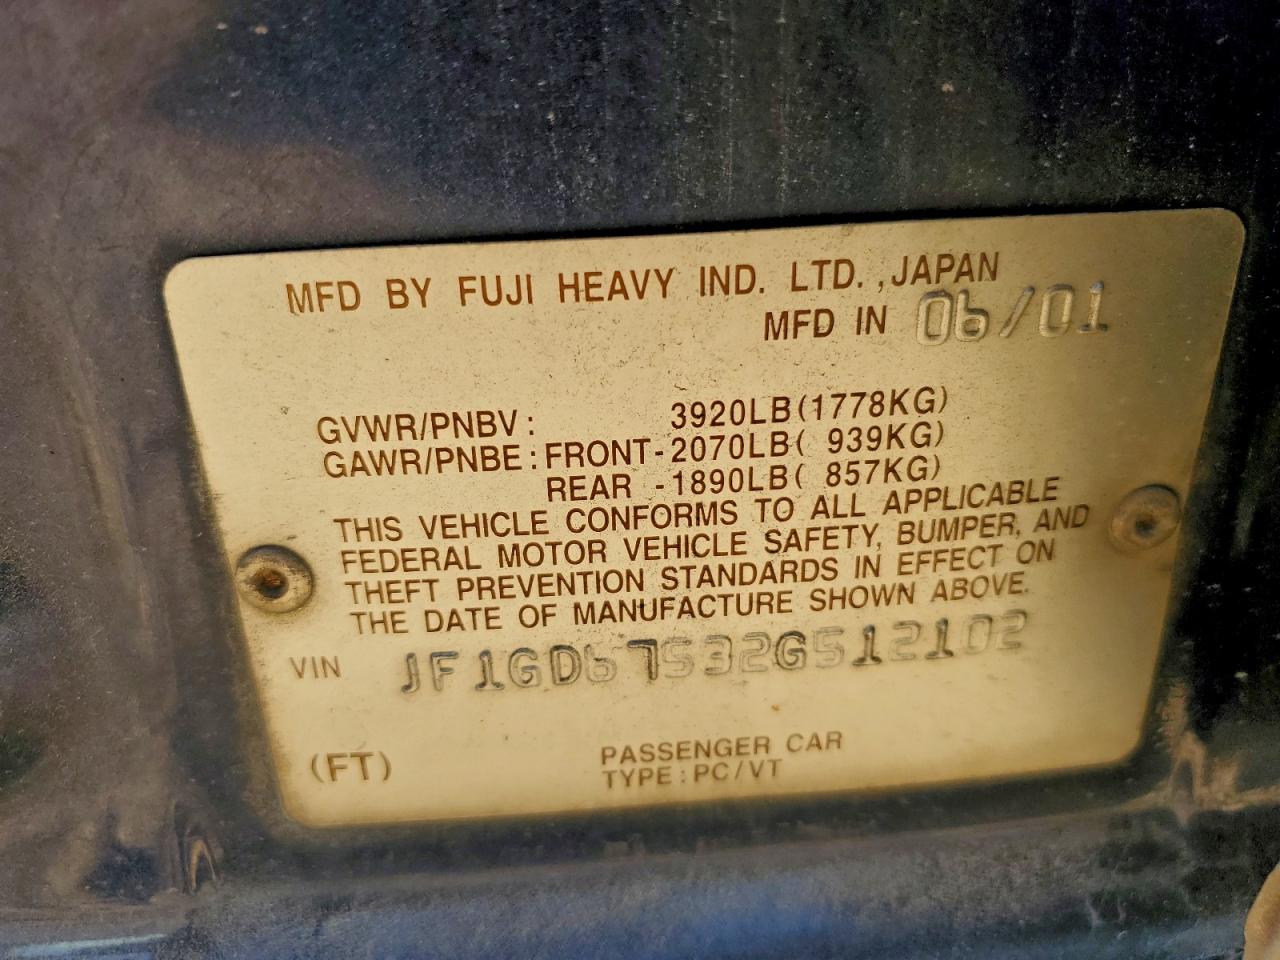 MFD BY FUJI HEAVY IND. LTD. ,JAPAN
MFD IN 06/01
GVWR/PNBV: 3920LB(1778KG)
GAWR/PNBE:FRONT-2070LB( 939KG)
REAR -1890LB( 857KG)
THIS VEHICLE CONFORMS TO ALL APPLICABLE
FEDERAL MOTOR VEHICLE SAFETY, BUMPER, AND
THEFT PREVENTION STANDARDS IN EFFECT ON
THE DATE OF MANUFACTURE SHOWN ABOVE.
VIN JF1GD67532G512102
(FT) PASSENGER CAR
TYPE:PC/VT